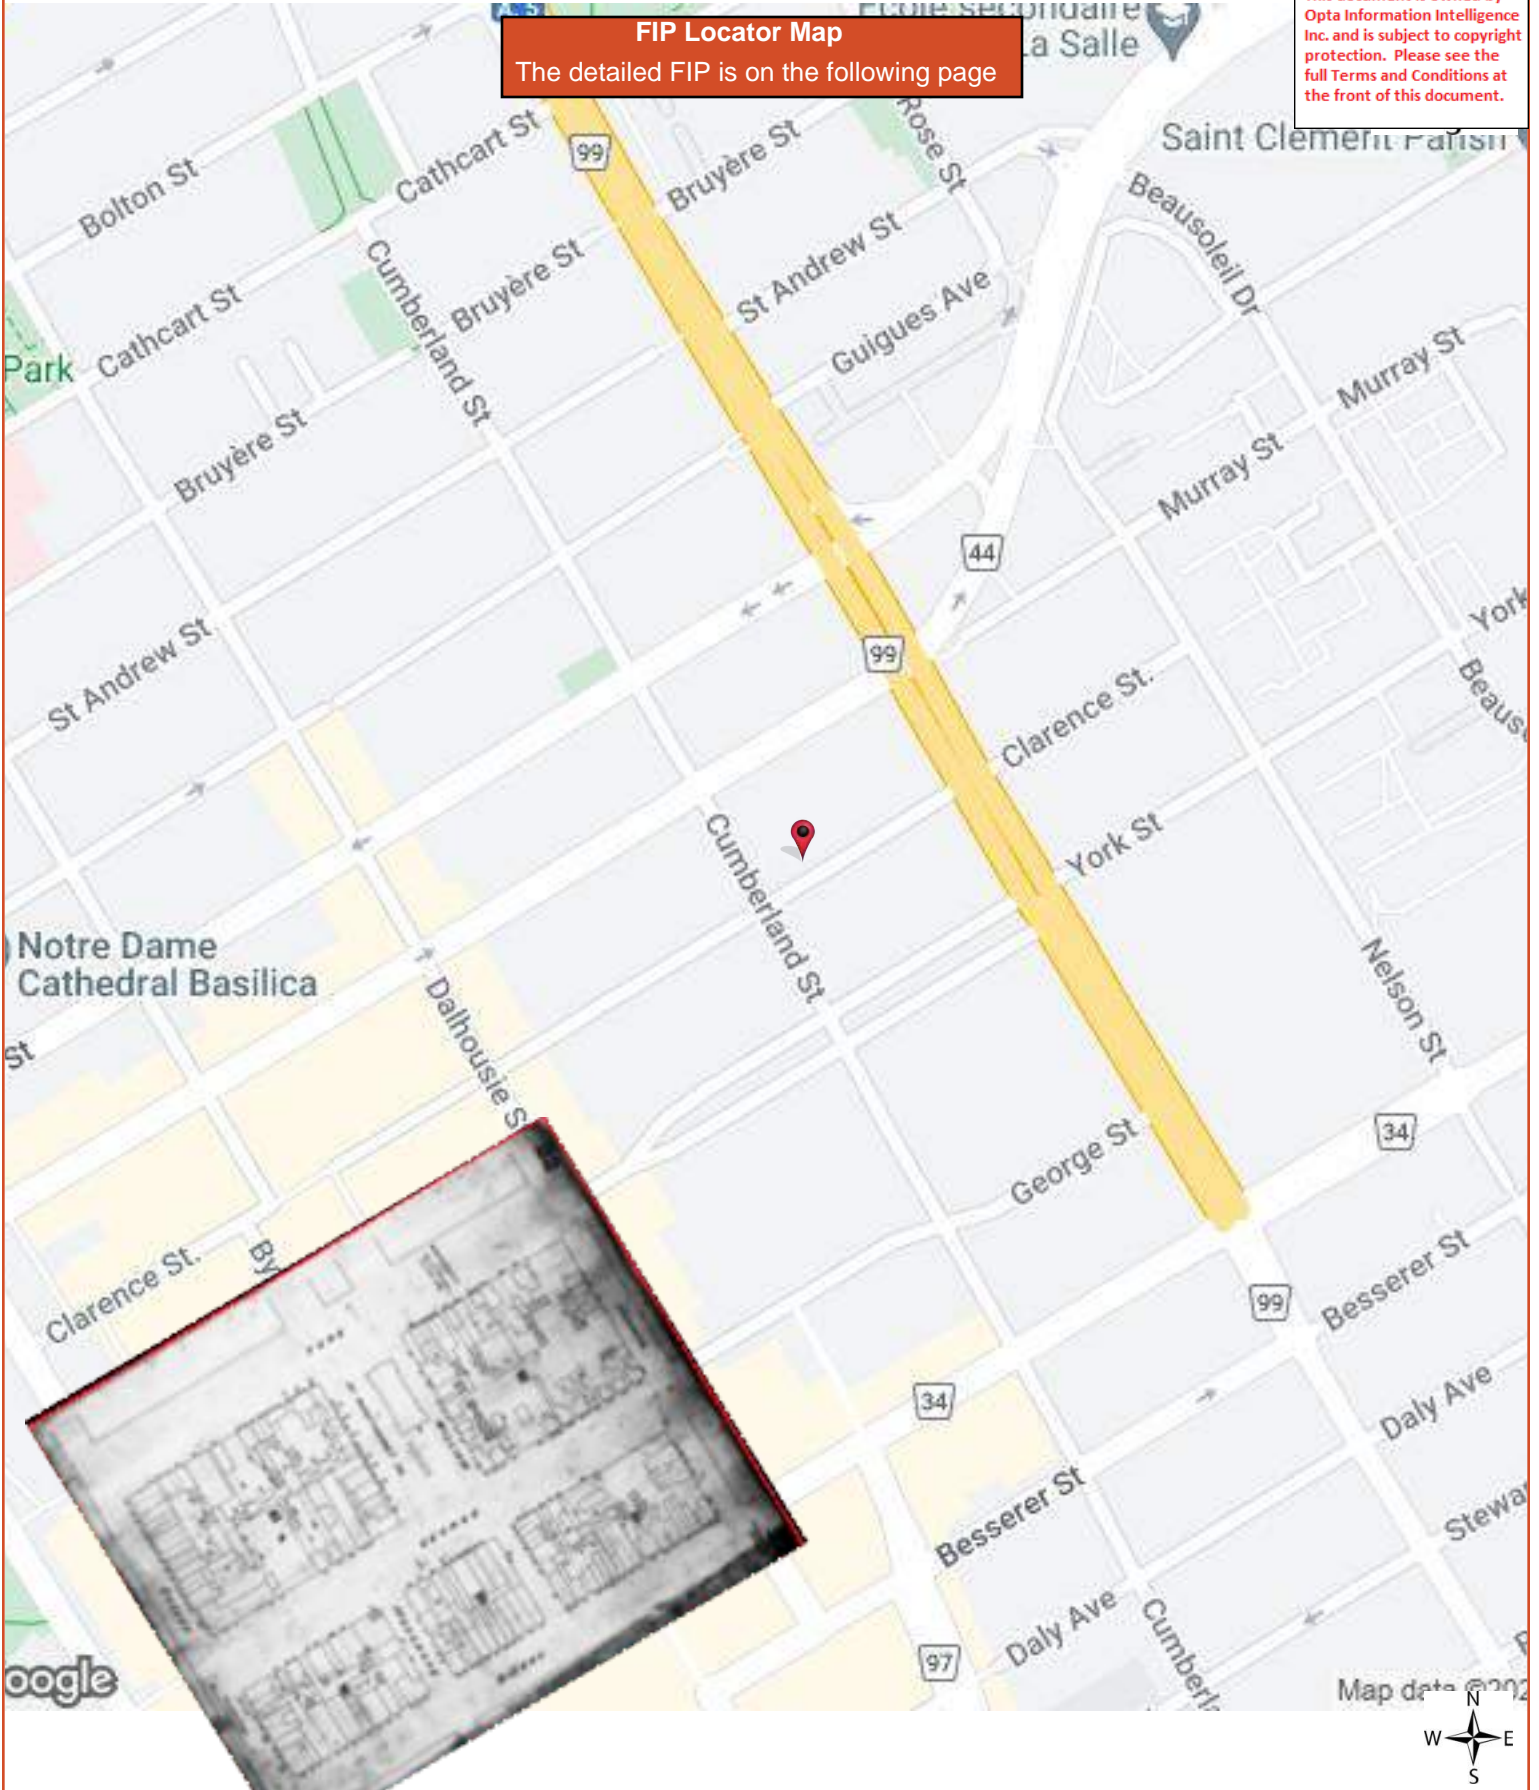 FIP Locator Map
The detailed FIP is on the following page
Opta Information Intelligence
Inc. and is subject to copyright
protection. Please see the
full Terms and Conditions at
the front of this document.
École secondaire
La Salle
Saint Clement Parish
Rose St
Cathcart St
99
Bruyère St
Bolton St
Beausoleil Dr
St Andrew St
Cumberland St
Bruyère St
Guigues Ave
Cathcart St
Murray St
Park
Bruyère St
Murray St
44
York
St Andrew St
99
Clarence St.
Cumberland St
York St
Notre Dame
Cathedral Basilica
Nelson St
Dalhousie S
St
George St
34
Clarence St.
By
Besserer St
99
Daly Ave
34
Besserer St
Daly Ave
97
oogle
Map data
N
W
E
S